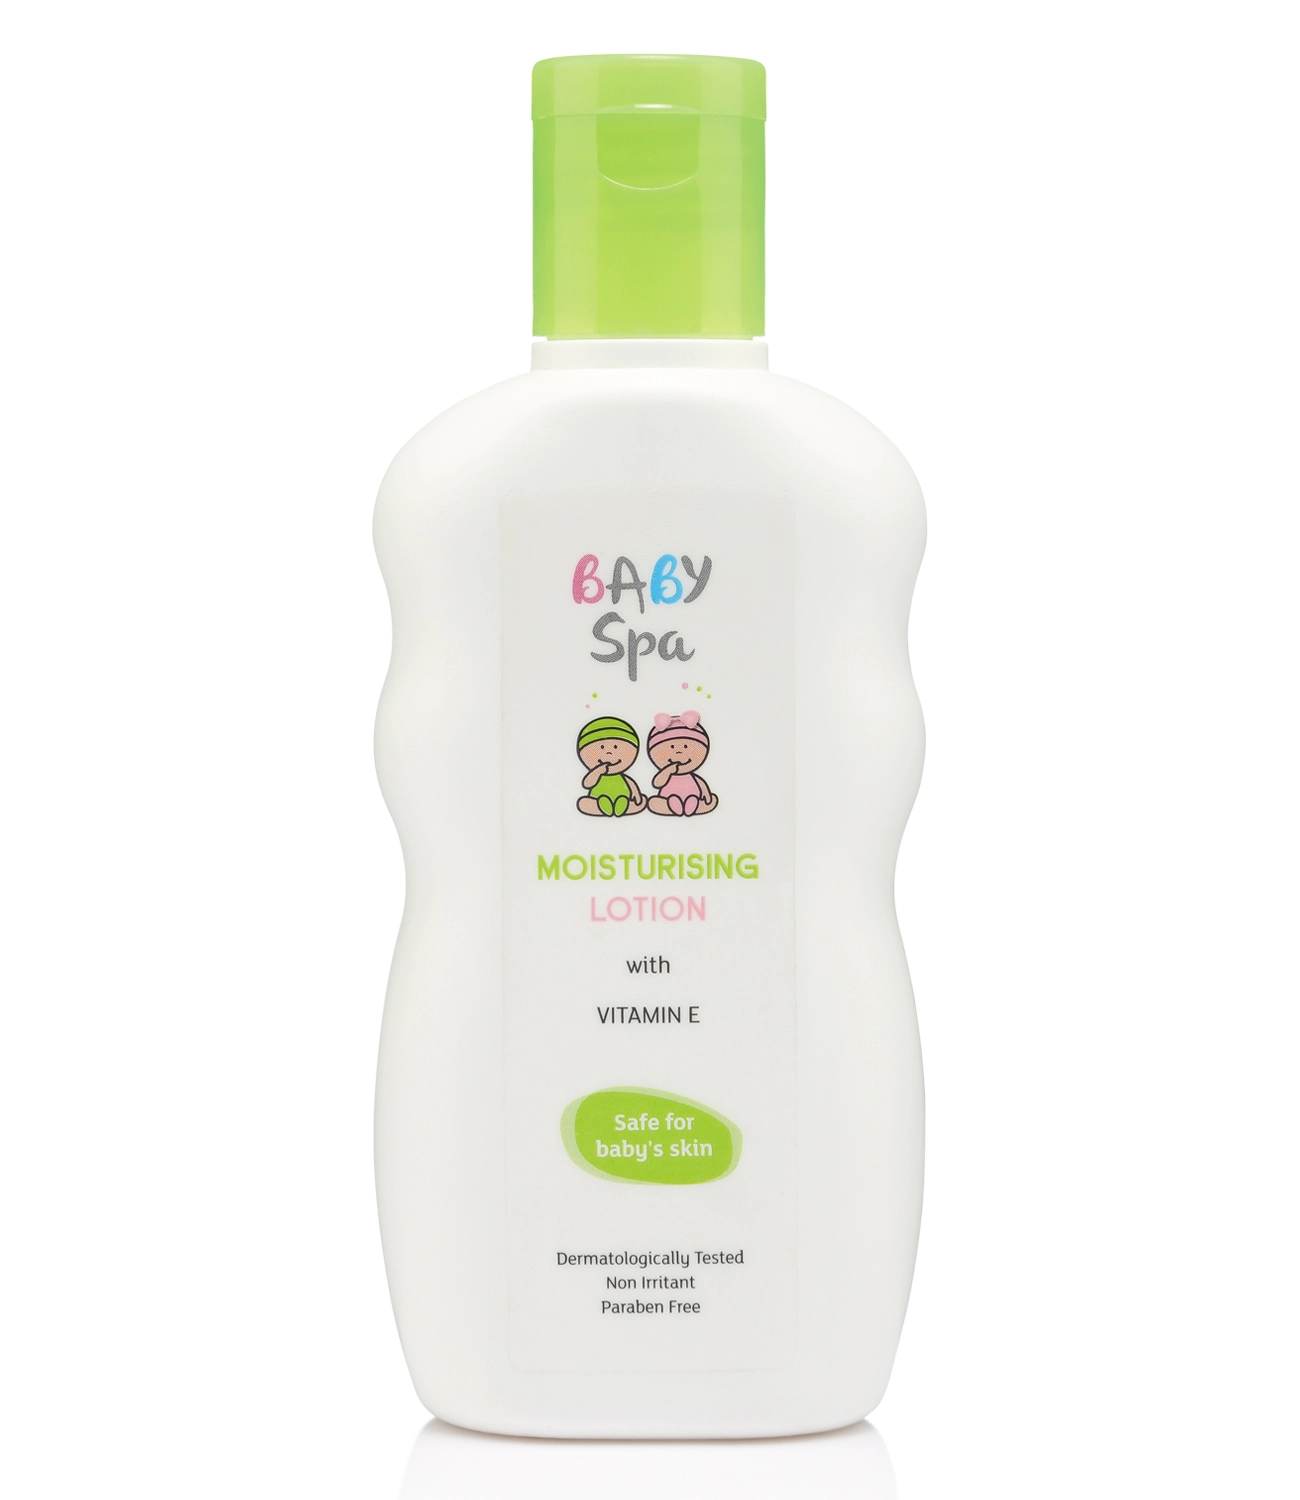 BABY
Spa
MOISTURISING
LOTION
with
VITAMIN E
Safe for
baby's skin
Dermatologically Tested
Non Irritant
Paraben Free